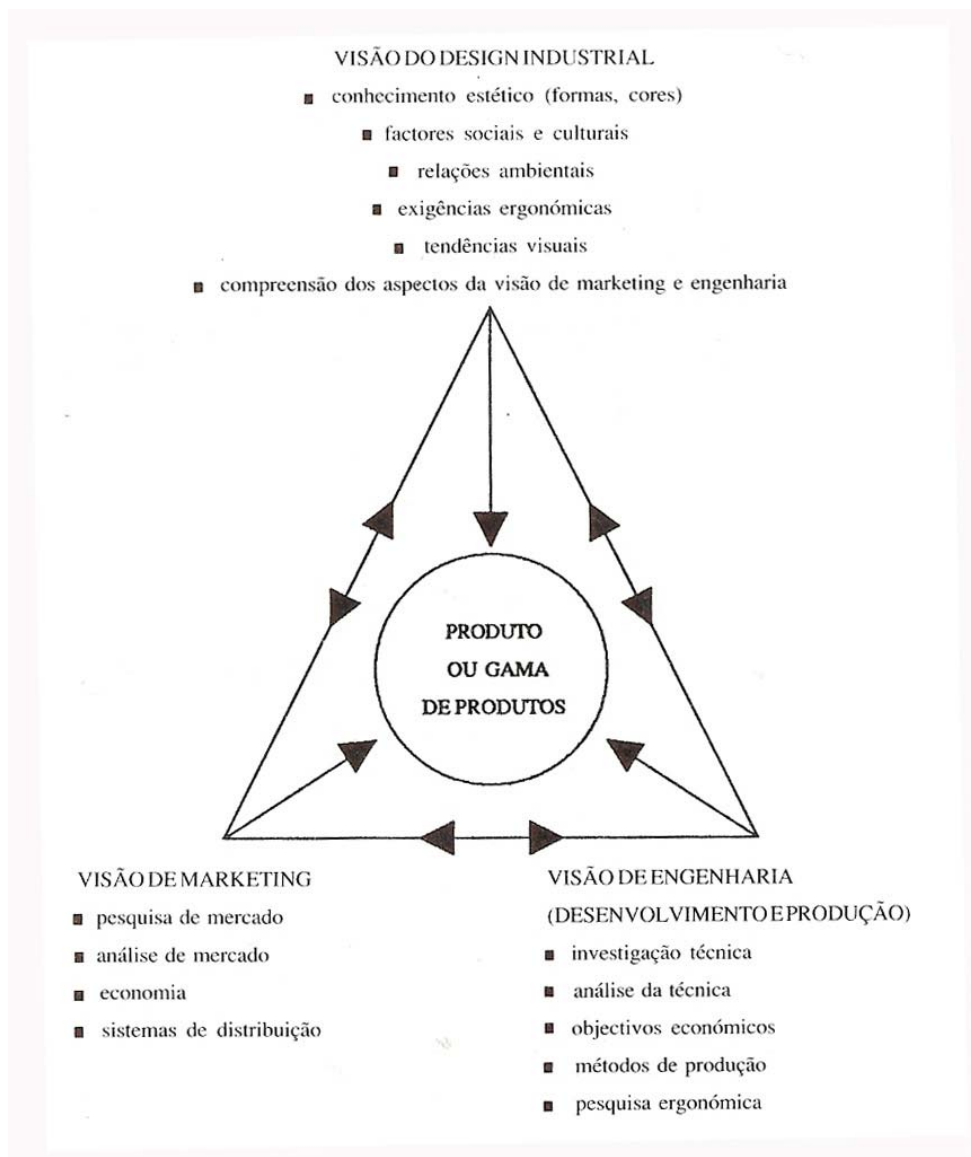 VISÃO DO DESIGN INDUSTRIAL
■ conhecimento estético (formas, cores)
■ factores sociais e culturais
■ relações ambientais
■ exigências ergonómicas
■ tendências visuais
■ compreensão dos aspectos da visão de marketing e engenharia
PRODUTO
OU GAMA
DE PRODUTOS
VISÃO DE MARKETING
■ pesquisa de mercado
■ análise de mercado
■ economia
■ sistemas de distribuição
VISÃO DE ENGENHARIA
(DESENVOLVIMENTO E PRODUÇÃO)
■ investigação técnica
■ análise da técnica
■ objectivos económicos
■ métodos de produção
■ pesquisa ergonómica